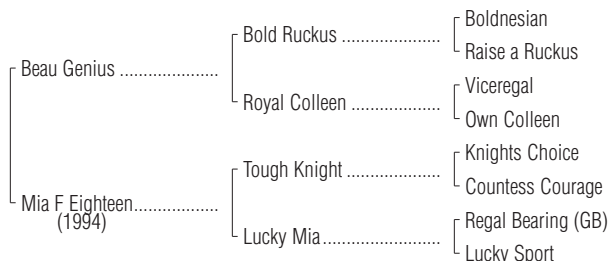 Boldnesian
Bold Ruckus ....................
Raise a Ruckus
Beau Genius ....................
Viceregal
Royal Colleen ....................
Own Colleen
Knights Choice
Tough Knight ....................
Countess Courage
Mia F Eighteen.................
(1994)
Regal Bearing (GB)
Lucky Mia........................
Lucky Sport